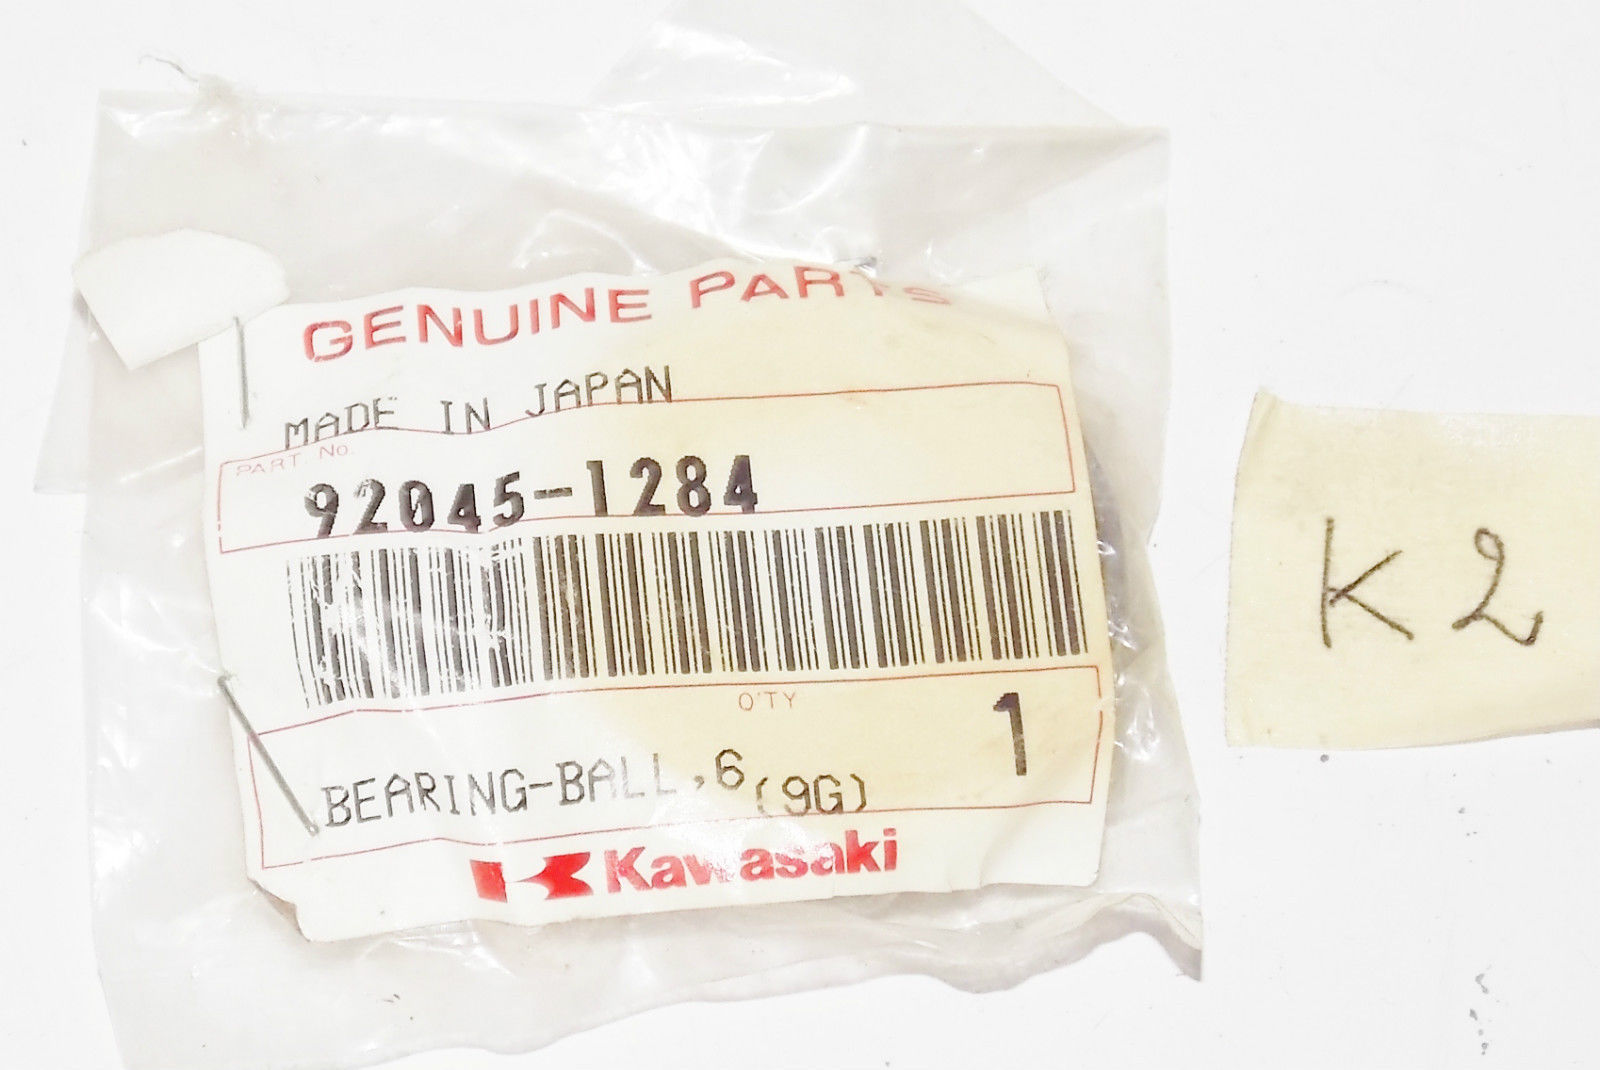 GENUINE PARTS
MADE IN JAPAN
PART. No.
92045-1284
Q'TY
1
BEARING-BALL,6(9G)
Kawasaki
K2